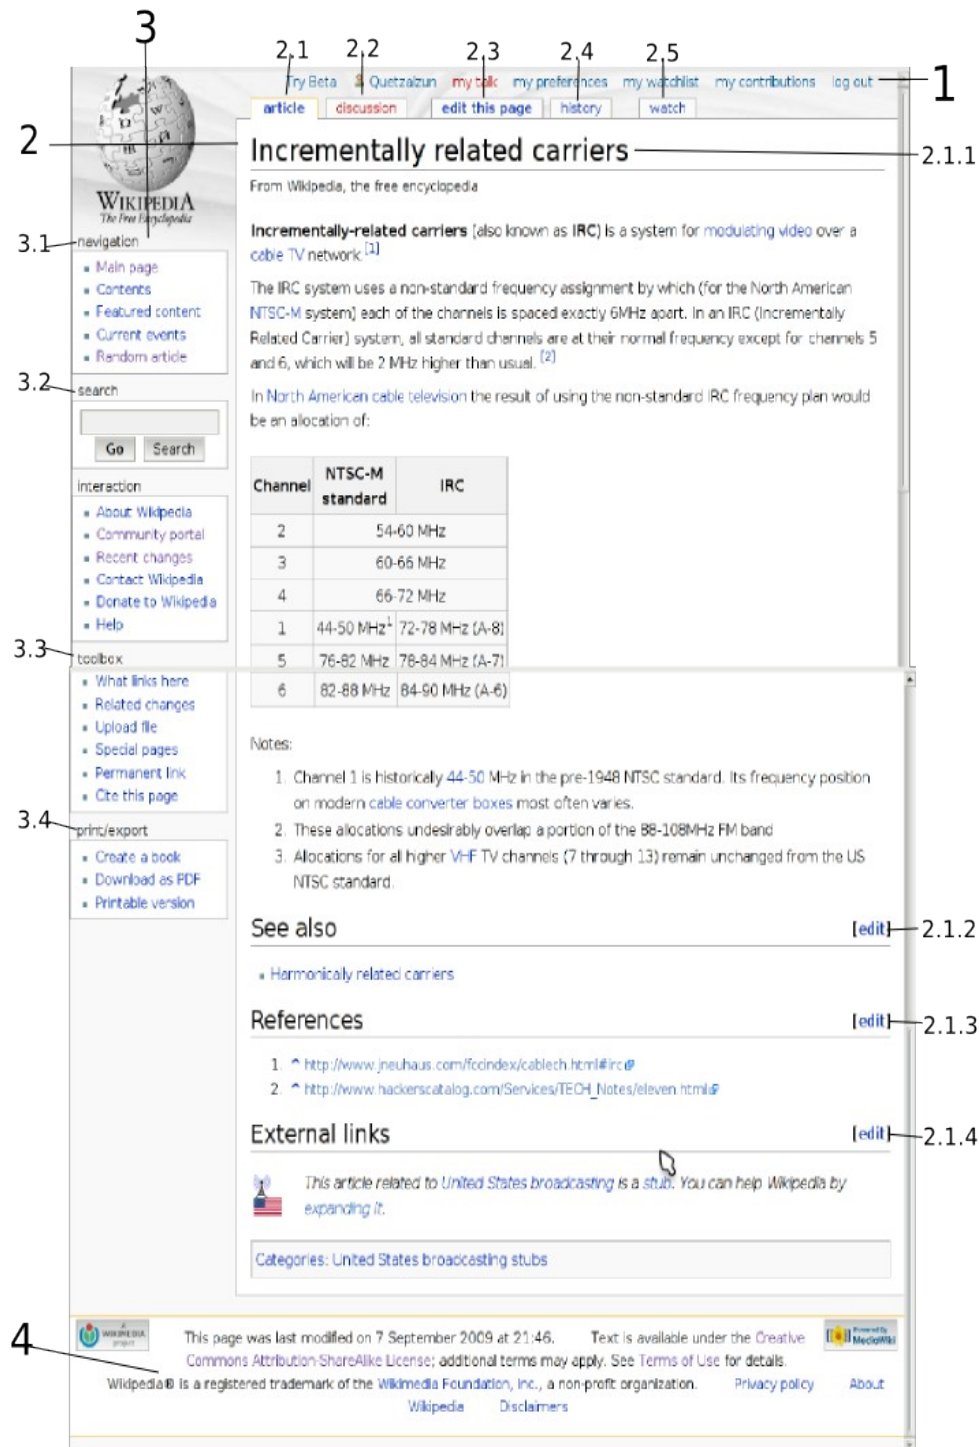 3
2.1 2.2 2.3 2.4 2.5
Try Beta Quetzalzun my talk my preferences my watchlist my contributions log out
1
article discussion edit this page history watch
2
Incrementally related carriers
2.1.1
WIKIPEDIA
The Free Encyclopedia
From Wikipedia, the free encyclopedia
3.1
navigation
Main page
Contents
Featured content
Current events
Random article
3.2
search
Go Search
interaction
About Wikipedia
Community portal
Recent changes
Contact Wikipedia
Donate to Wikipedia
Help
3.3
toolbox
What links here
Related changes
Upload file
Special pages
Permanent link
Cite this page
3.4
print/export
Create a book
Download as PDF
Printable version
Incrementally-related carriers (also known as IRC) is a system for modulating video over a
cable TV network.[1]
The IRC system uses a non-standard frequency assignment by which (for the North American
NTSC-M system) each of the channels is spaced exactly 6MHz apart. In an IRC (Incrementally
Related Carrier) system, all standard channels are at their normal frequency except for channels 5
and 6, which will be 2 MHz higher than usual. [2]
In North American cable television the result of using the non-standard IRC frequency plan would
be an allocation of:
Channel NTSC-M standard IRC
2 54-60 MHz
3 60-66 MHz
4 66-72 MHz
1 44-50 MHz1 72-78 MHz (A-8)
5 76-82 MHz 78-84 MHz (A-7)
6 82-88 MHz 84-90 MHz (A-6)
Notes:
1. Channel 1 is historically 44-50 MHz in the pre-1948 NTSC standard. Its frequency position
on modern cable converter boxes most often varies.
2. These allocations undesirably overlap a portion of the 88-108MHz FM band
3. Allocations for all higher VHF TV channels (7 through 13) remain unchanged from the US
NTSC standard.
See also [edit] 2.1.2
Harmonically related carriers
References [edit] 2.1.3
1. ^ http://www.jneuhaus.com/fccindex/cablech.html#irc
2. ^ http://www.hackerscatalog.com/Services/TECH_Notes/eleven.html
External links [edit] 2.1.4
This article related to United States broadcasting is a stub. You can help Wikipedia by
expanding it.
Categories: United States broadcasting stubs
4
A WIKIMEDIA project
Powered By MediaWiki
This page was last modified on 7 September 2009 at 21:46. Text is available under the Creative
Commons Attribution-ShareAlike License; additional terms may apply. See Terms of Use for details.
Wikipedia® is a registered trademark of the Wikimedia Foundation, Inc., a non-profit organization. Privacy policy About
Wikipedia Disclaimers